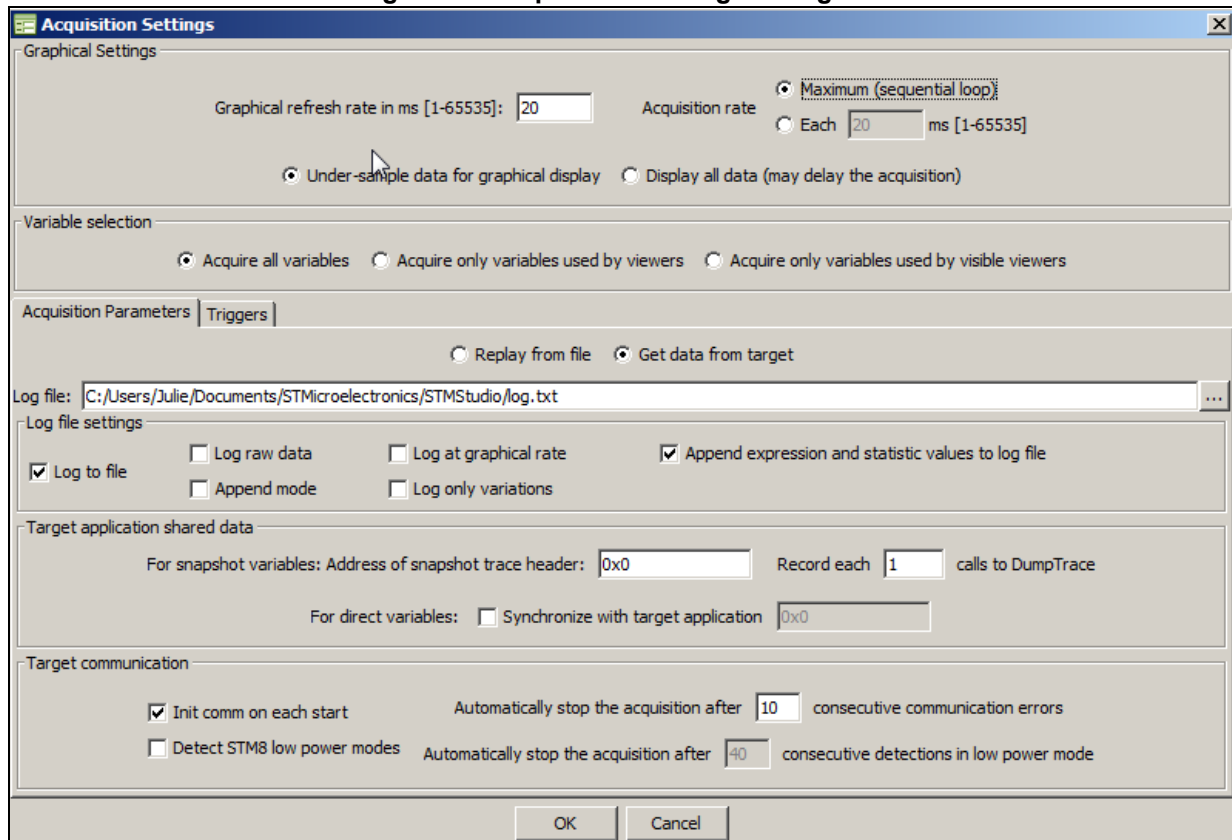 Acquisition Settings
Graphical Settings
Graphical refresh rate in ms [1-65535]: 20 Acquisition rate Maximum (sequential loop)
Each 20 ms [1-65535]
Under-sample data for graphical display Display all data (may delay the acquisition)
Variable selection
Acquire all variables Acquire only variables used by viewers Acquire only variables used by visible viewers
Acquisition Parameters Triggers
Replay from file Get data from target
Log file: C:/Users/Julie/Documents/STMicroelectronics/STMStudio/log.txt ...
Log file settings
Log to file Log raw data Log at graphical rate Append expression and statistic values to log file
Append mode Log only variations
Target application shared data
For snapshot variables: Address of snapshot trace header: 0x0 Record each 1 calls to DumpTrace
For direct variables: Synchronize with target application 0x0
Target communication
Init comm on each start Automatically stop the acquisition after 10 consecutive communication errors
Detect STM8 low power modes Automatically stop the acquisition after 40 consecutive detections in low power mode
OK Cancel